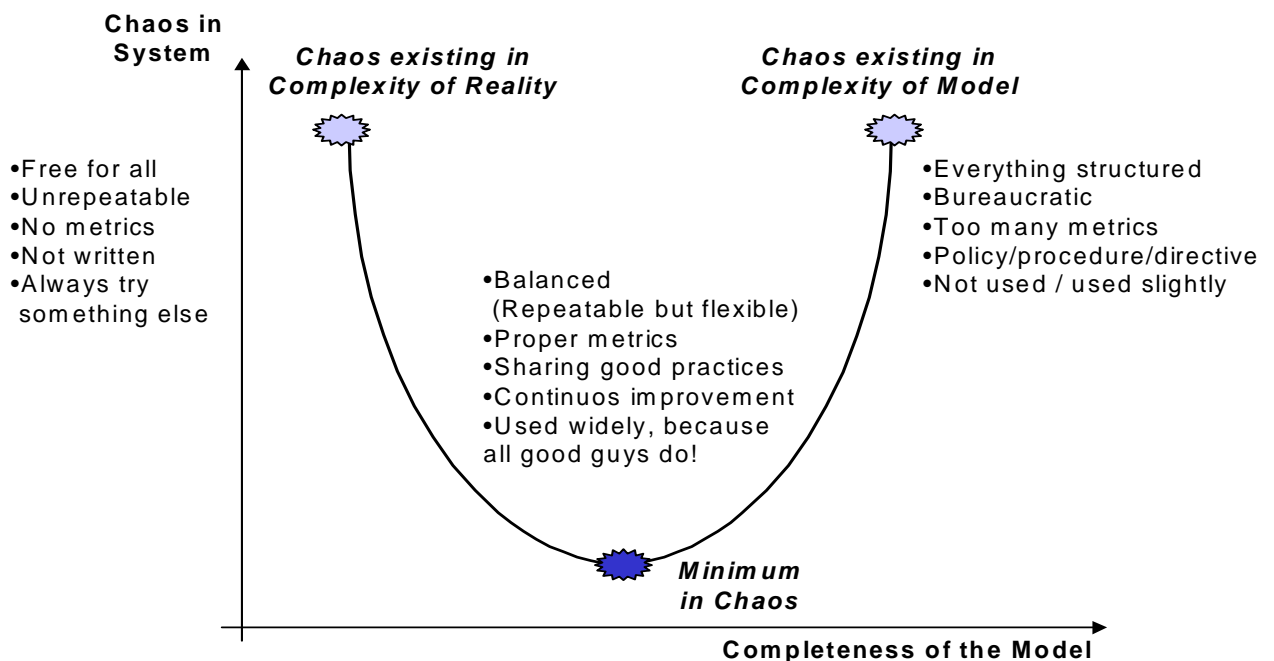 Chaos in
System
Chaos existing in
Complexity of Reality
Chaos existing in
Complexity of Model
•Free for all
•Unrepeatable
•No metrics
•Not written
•Always try
something else
•Everything structured
•Bureaucratic
•Too many metrics
•Policy/procedure/directive
•Not used / used slightly
•Balanced
(Repeatable but flexible)
•Proper metrics
•Sharing good practices
•Continuos improvement
•Used widely, because
all good guys do!
Minimum
in Chaos
Completeness of the Model